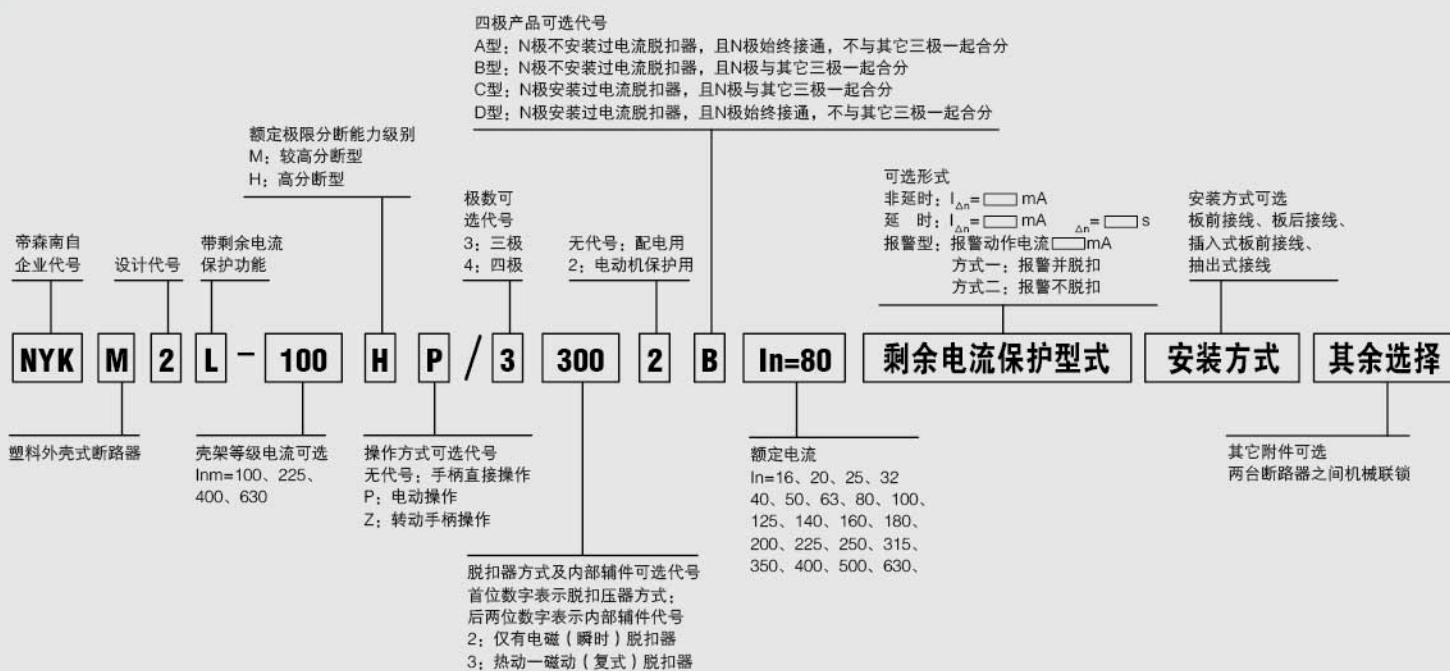 四极产品可选代号
A型：N极不安装过电流脱扣器，且N极始终接通，不与其它三极一起合分
B型：N极不安装过电流脱扣器，且N极与其它三极一起合分
C型：N极安装过电流脱扣器，且N极与其它三极一起合分
D型：N极安装过电流脱扣器，且N极始终接通，不与其它三极一起合分
额定极限分断能力级别
M：较高分断型
H：高分断型
极数可
选代号
3：三极
4：四极
可选形式
非延时：I△n=□mA
延 时：I△n=□mA △n=□s
报警型：报警动作电流□mA
方式一：报警并脱扣
方式二：报警不脱扣
安装方式可选
板前接线、板后接线、
插入式板前接线、
抽出式接线
帝森南自
企业代号
设计代号
带剩余电流
保护功能
无代号：配电用
2：电动机保护用
NYK M 2 L - 100 H P / 3 300 2 B In=80 剩余电流保护型式 安装方式 其余选择
塑料外壳式断路器
壳架等级电流可选
Inm=100、225、
400、630
操作方式可选代号
无代号：手柄直接操作
P：电动操作
Z：转动手柄操作
额定电流
In=16、20、25、32
40、50、63、80、100、
125、140、160、180、
200、225、250、315、
350、400、500、630、
其它附件可选
两台断路器之间机械联锁
脱扣器方式及内部辅件可选代号
首位数字表示脱扣压器方式；
后两位数字表示内部辅件代号
2：仅有电磁（瞬时）脱扣器
3：热动一磁动（复式）脱扣器